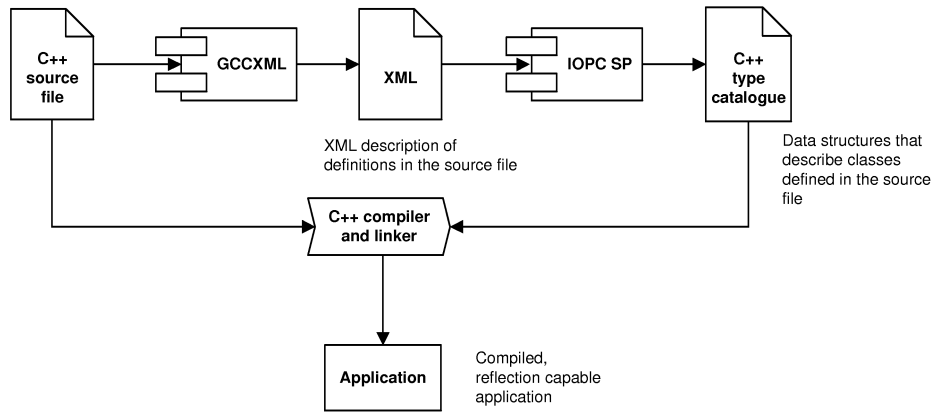 C++
source
file
GCCXML
XML
IOPC SP
C++
type
catalogue
XML description of
definitions in the source file
Data structures that
describe classes
defined in the source
file
C++ compiler
and linker
Application
Compiled,
reflection capable
application